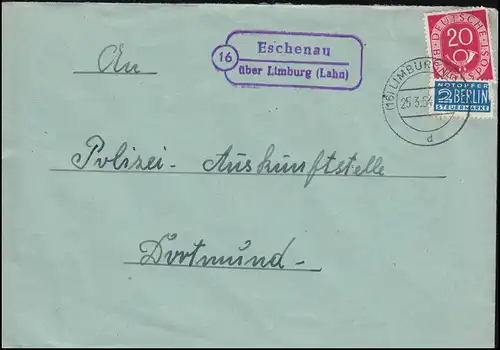 16
Eschenau
über Limburg (Lahn)
(16) LIMBURG
25.3.54
d
DEUTSCHE BUNDESPOST
20
NOTOPFER
2 BERLIN
STEUERMARKE
An
Polizei-Auskunftstelle
Dortmund-